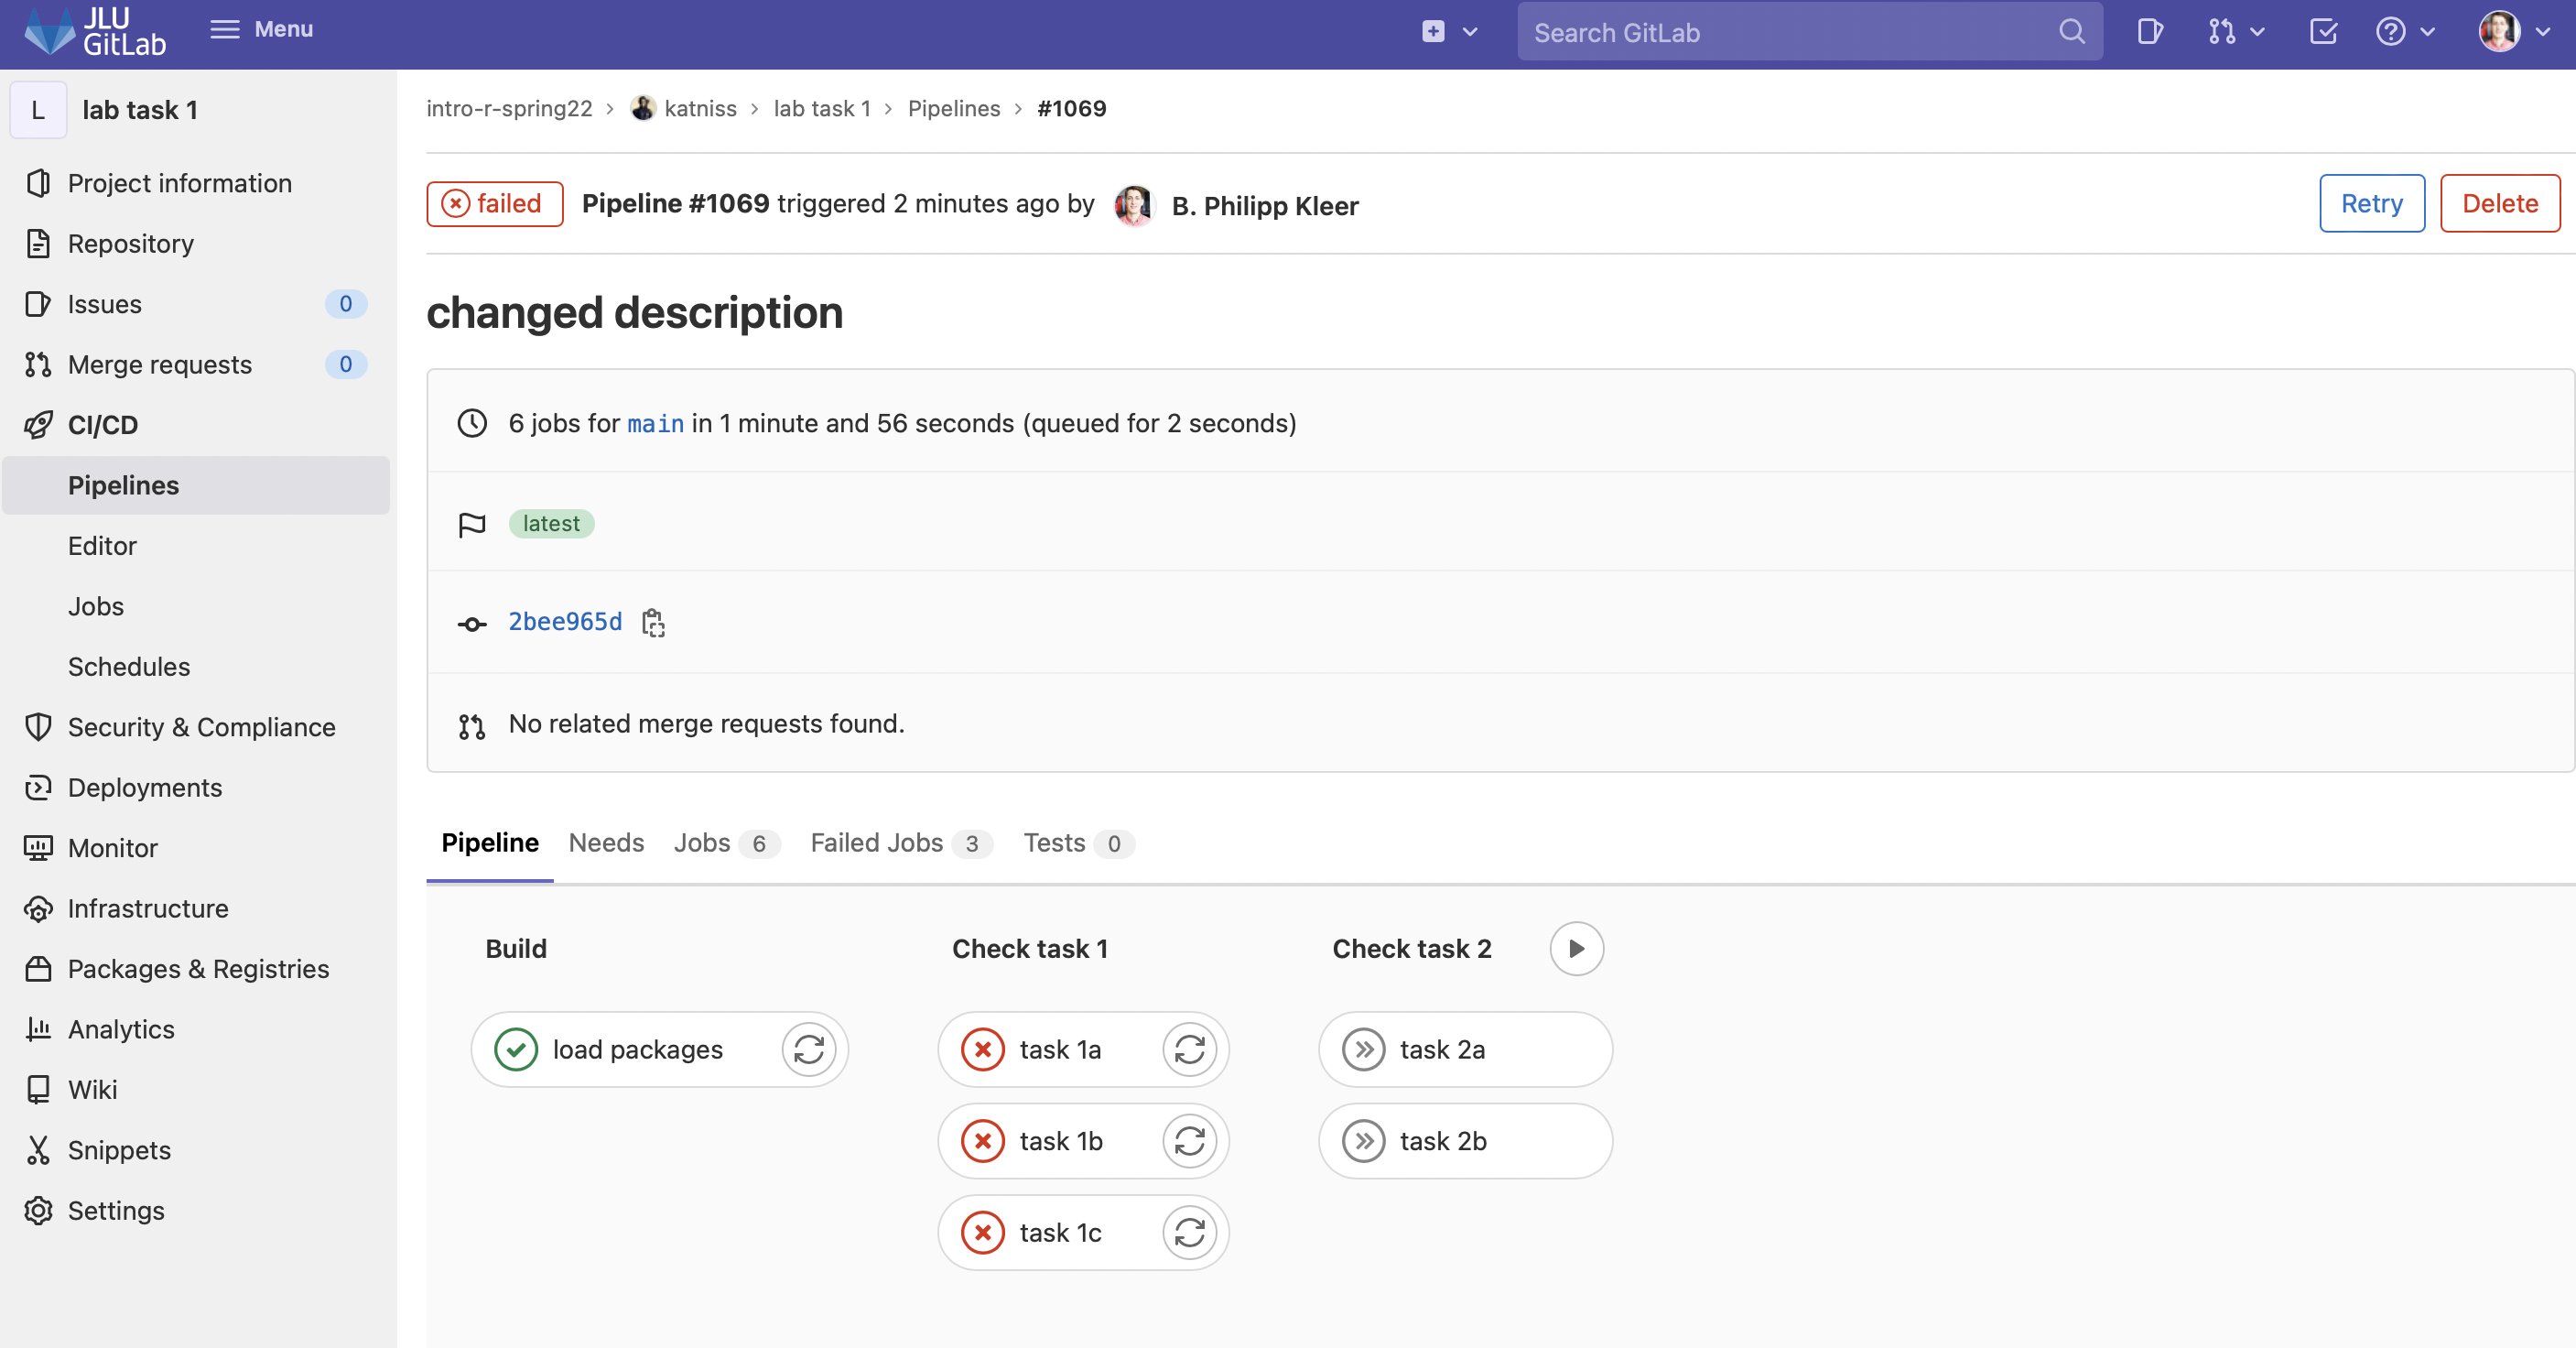 JLU
GitLab
Menu
Search GitLab
L lab task 1
Project information
Repository
Issues 0
Merge requests 0
CI/CD
Pipelines
Editor
Jobs
Schedules
Security & Compliance
Deployments
Monitor
Infrastructure
Packages & Registries
Analytics
Wiki
Snippets
Settings
intro-r-spring22 › katniss › lab task 1 › Pipelines › #1069
failed Pipeline #1069 triggered 2 minutes ago by B. Philipp Kleer
Retry Delete
changed description
6 jobs for main in 1 minute and 56 seconds (queued for 2 seconds)
latest
2bee965d
No related merge requests found.
Pipeline Needs Jobs 6 Failed Jobs 3 Tests 0
Build Check task 1 Check task 2
load packages task 1a task 2a
task 1b task 2b
task 1c